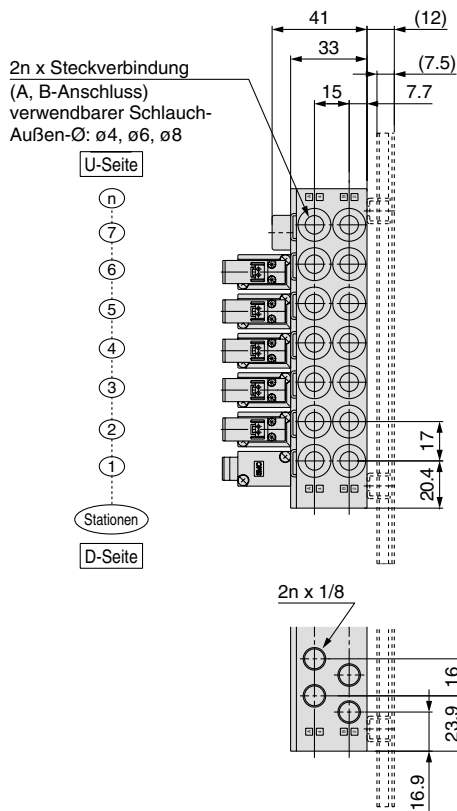 41
(12)
33
(7.5)
15
7.7
2n x Steckverbindung
(A, B-Anschluss)
verwendbarer Schlauch-
Außen-Ø: ø4, ø6, ø8
U-Seite
n
7
6
5
4
3
2
1
Stationen
D-Seite
SMC
17
20.4
2n x 1/8
16
23.9
16.9